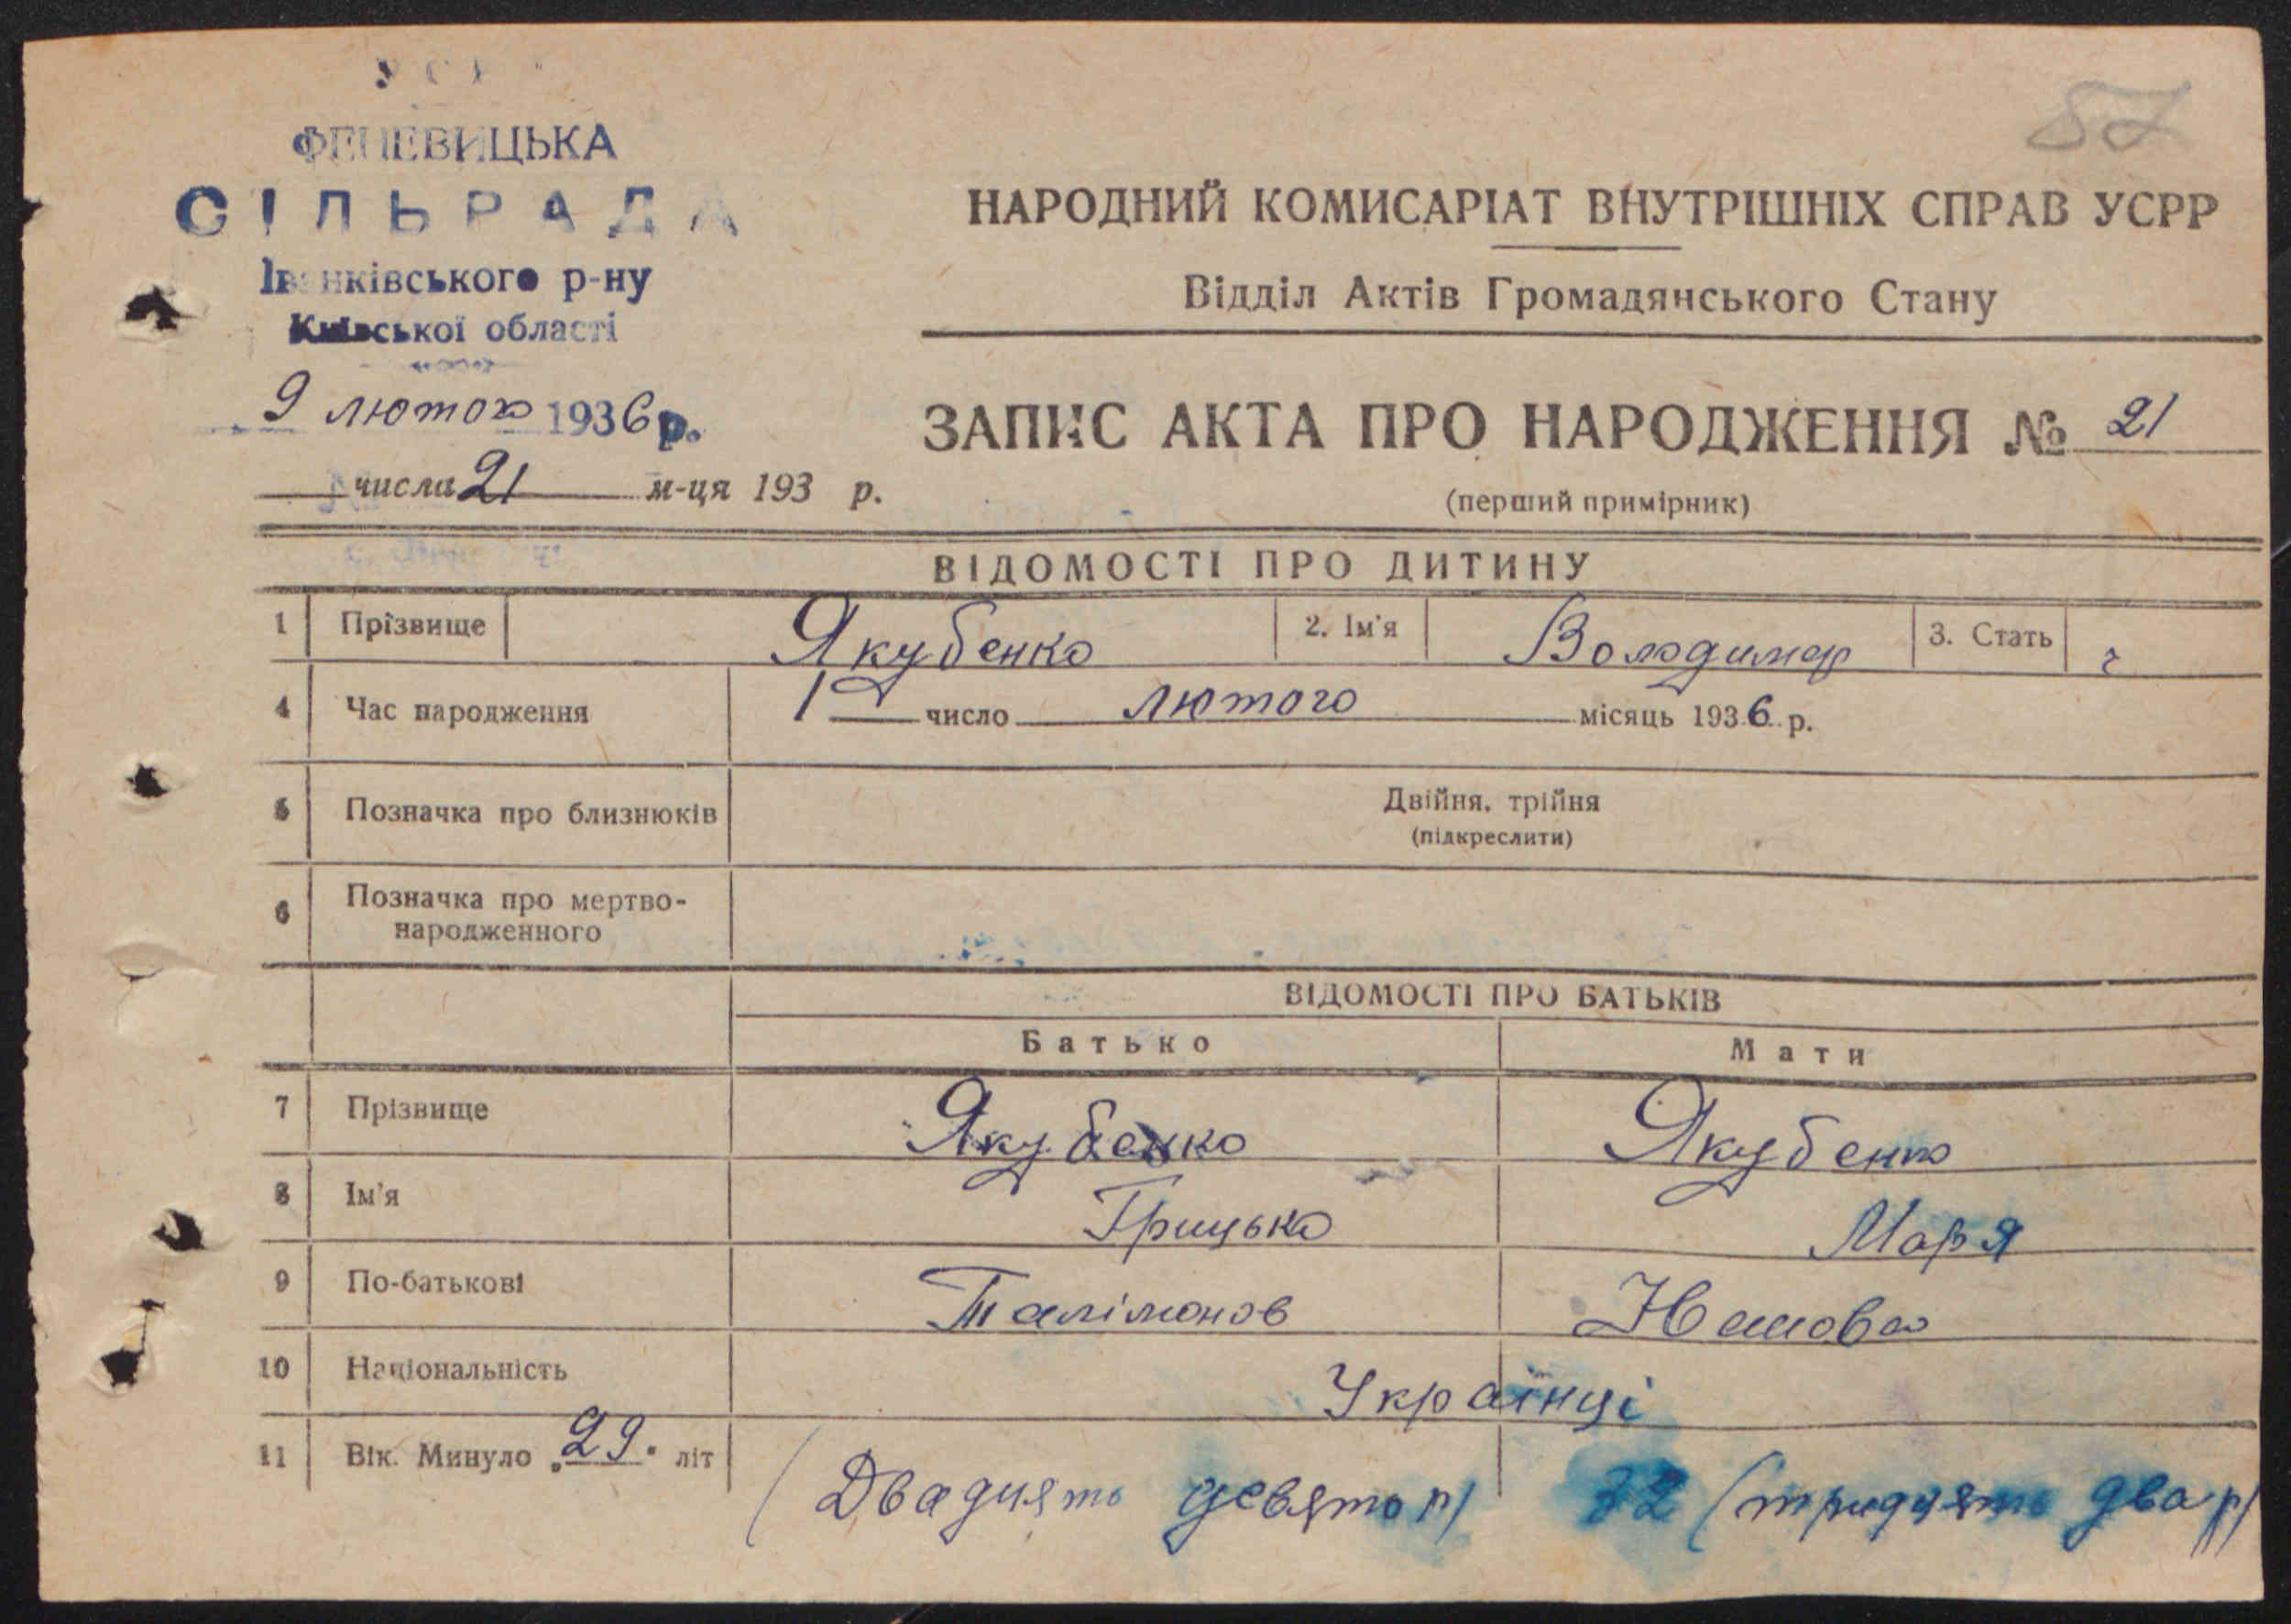 57
ФЕНЕВИЦЬКА
СІЛЬРАДА
НАРОДНИЙ КОМИСАРІАТ ВНУТРІШНІХ СПРАВ УСРР
Іванківського р-ну
Відділ Актів Громадянського Стану
Київської області
9 лютого 1936 р.
ЗАПИС АКТА ПРО НАРОДЖЕННЯ № 21
числа 21 м-ця 193 р.
(перший примірник)
ВІДОМОСТІ ПРО ДИТИНУ
1 Прізвище Якубенко 2. Ім'я Володимир 3. Стать ч
4 Час народження 1 число лютого місяць 1936 р.
5 Позначка про близнюків Двійня, трійня
(підкреслити)
6 Позначка про мертво-
народженного
ВІДОМОСТІ ПРО БАТЬКІВ
Батько Мати
7 Прізвище Якубенко Якубенко
8 Ім'я Грицько Маря
9 По-батькові Талімонов
10 Національність Українці
11 Вік. Минуло "29" літ (Двадцять девять р) 32 (тридцять два р)